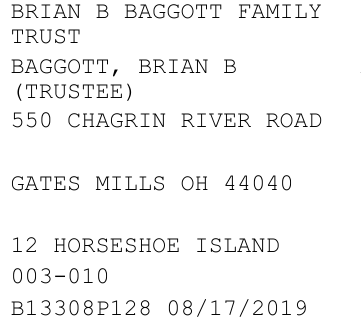 BRIAN B BAGGOTT FAMILY
TRUST
BAGGOTT, BRIAN B
(TRUSTEE)
550 CHAGRIN RIVER ROAD
GATES MILLS OH 44040
12 HORSESHOE ISLAND
003-010
B13308P128 08/17/2019